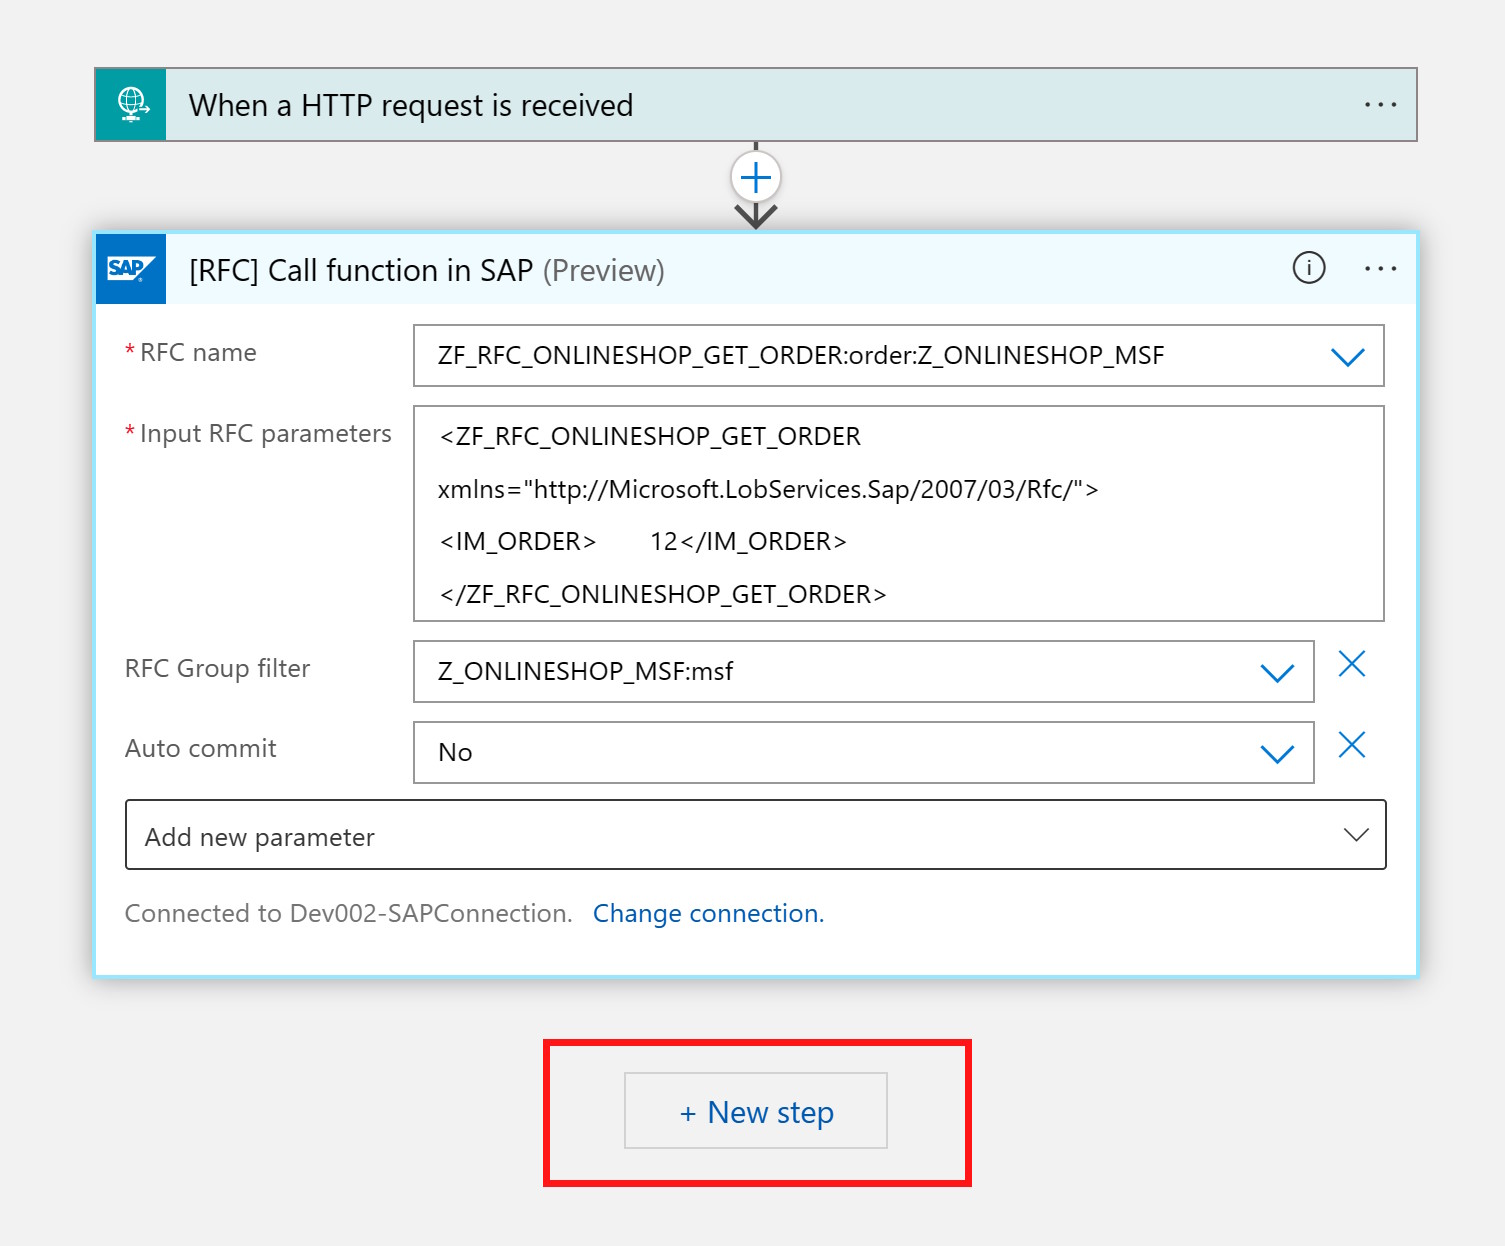 When a HTTP request is received
SAP
[RFC] Call function in SAP (Preview)
* RFC name
ZF_RFC_ONLINESHOP_GET_ORDER:order:Z_ONLINESHOP_MSF
* Input RFC parameters
<ZF_RFC_ONLINESHOP_GET_ORDER
xmlns="http://Microsoft.LobServices.Sap/2007/03/Rfc/">
<IM_ORDER>       12</IM_ORDER>
</ZF_RFC_ONLINESHOP_GET_ORDER>
RFC Group filter
Z_ONLINESHOP_MSF:msf
Auto commit
No
Add new parameter
Connected to Dev002-SAPConnection. Change connection.
+ New step